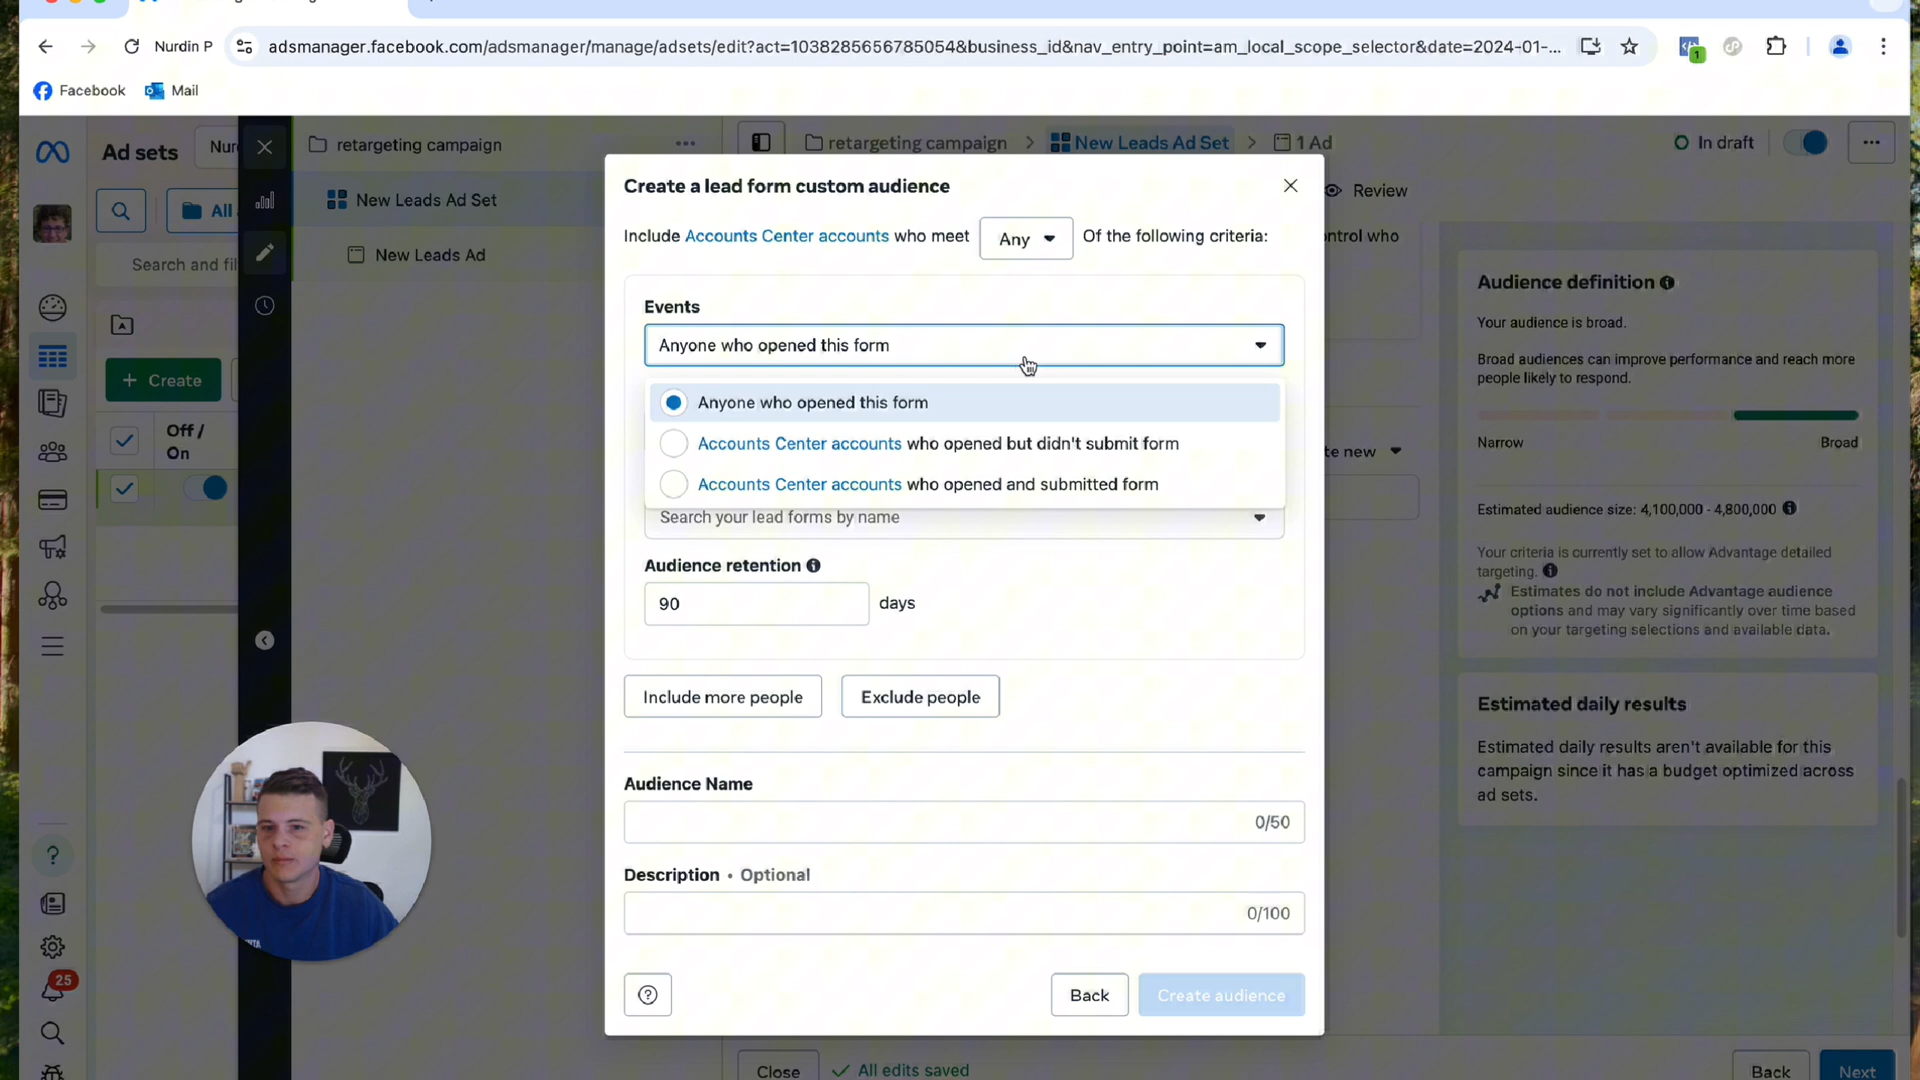 Nurdin P
adsmanager.facebook.com/adsmanager/manage/adsets/edit?act=1038285656785054&business_id&nav_entry_point=am_local_scope_selector&date=2024-01-...
1
Facebook
Mail
Ad sets
Nur
retargeting campaign
retargeting campaign
New Leads Ad Set
1 Ad
In draft
Create a lead form custom audience
Review
All
New Leads Ad Set
Include Accounts Center accounts who meet
Any
Of the following criteria:
ntrol who
New Leads Ad
Search and fil
Audience definition
Events
Your audience is broad.
Anyone who opened this form
Broad audiences can improve performance and reach more
people likely to respond.
Create
Anyone who opened this form
Off /
On
Accounts Center accounts who opened but didn't submit form
te new
Narrow
Broad
Accounts Center accounts who opened and submitted form
Search your lead forms by name
Estimated audience size: 4,100,000 - 4,800,000
Your criteria is currently set to allow Advantage detailed
targeting.
Audience retention
Estimates do not include Advantage audience
options and may vary significantly over time based
on your targeting selections and available data.
90
days
Include more people
Exclude people
Estimated daily results
Estimated daily results aren't available for this
campaign since it has a budget optimized across
ad sets.
Audience Name
0/50
Description • Optional
0/100
25
Back
Create audience
Close
All edits saved
Back
Next